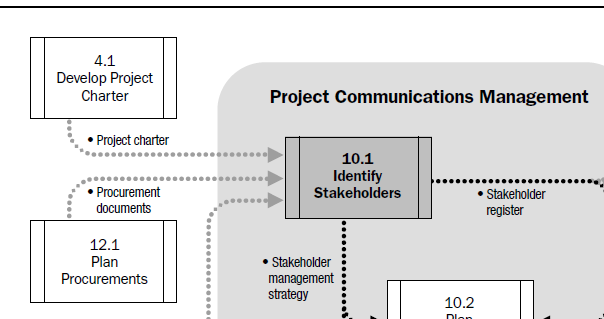 4.1
Develop Project
Charter
Project Communications Management
• Project charter
10.1
Identify
Stakeholders
• Procurement
documents
• Stakeholder
register
12.1
Plan
Procurements
• Stakeholder
management
strategy
10.2
Plan